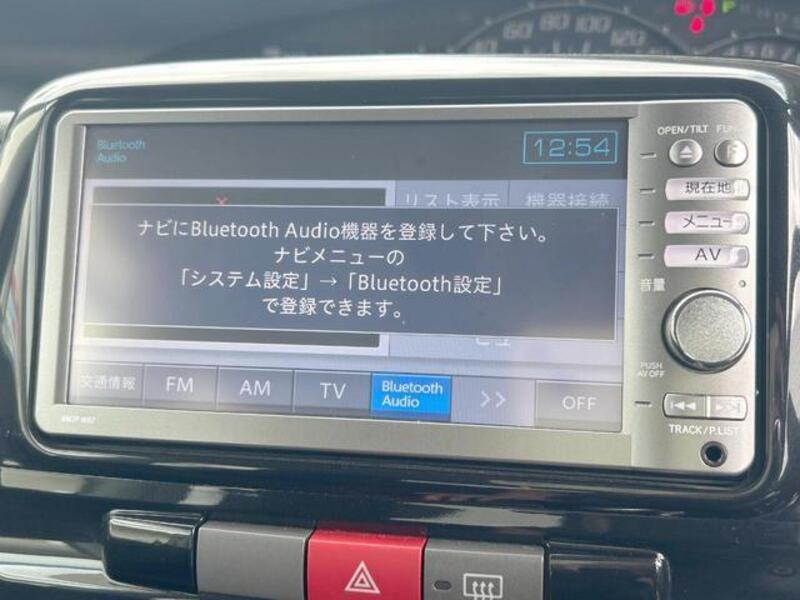 80 100 120
OPEN/TILT
Bluetooth
Audio
12:54
F
現在地
リスト表示 機器接続
メニュー
ナビにBluetooth Audio機器を登録して下さい。
ナビメニューの
「システム設定」→「Bluetooth設定」
で登録できます。
AV
音量
PUSH
AV OFF
交通情報 FM AM TV Bluetooth Audio >> OFF
TRACK/P.LIST